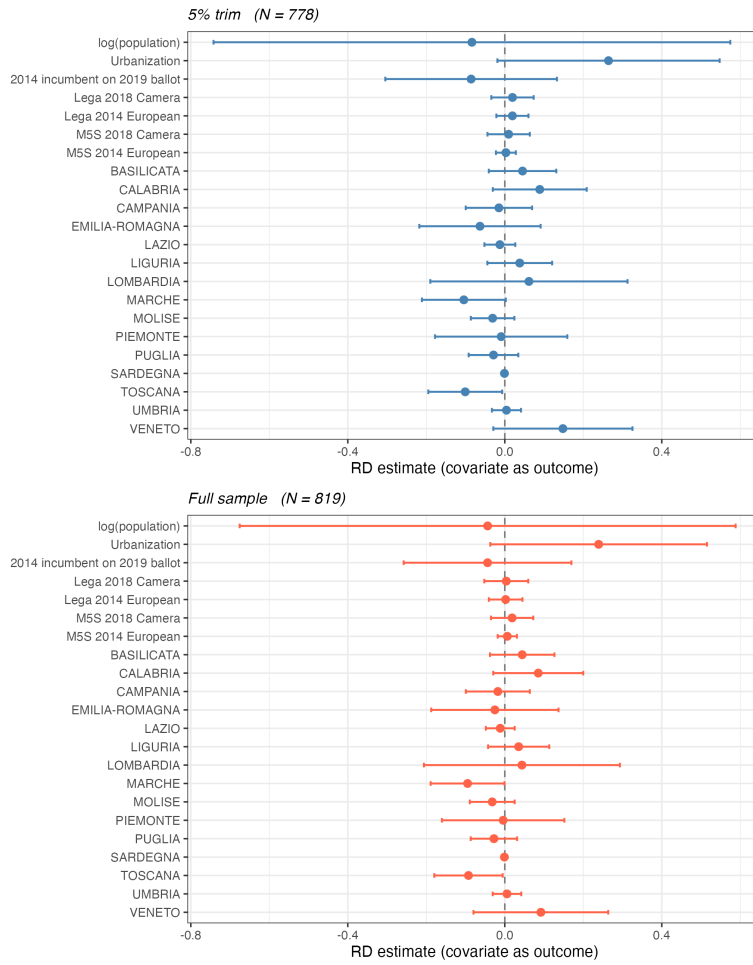 5% trim (N = 778)
log(population)
Urbanization
2014 incumbent on 2019 ballot
Lega 2018 Camera
Lega 2014 European
M5S 2018 Camera
M5S 2014 European
BASILICATA
CALABRIA
CAMPANIA
EMILIA-ROMAGNA
LAZIO
LIGURIA
LOMBARDIA
MARCHE
MOLISE
PIEMONTE
PUGLIA
SARDEGNA
TOSCANA
UMBRIA
VENETO
-0.8 -0.4 0.0 0.4
RD estimate (covariate as outcome)
Full sample (N = 819)
log(population)
Urbanization
2014 incumbent on 2019 ballot
Lega 2018 Camera
Lega 2014 European
M5S 2018 Camera
M5S 2014 European
BASILICATA
CALABRIA
CAMPANIA
EMILIA-ROMAGNA
LAZIO
LIGURIA
LOMBARDIA
MARCHE
MOLISE
PIEMONTE
PUGLIA
SARDEGNA
TOSCANA
UMBRIA
VENETO
-0.8 -0.4 0.0 0.4
RD estimate (covariate as outcome)